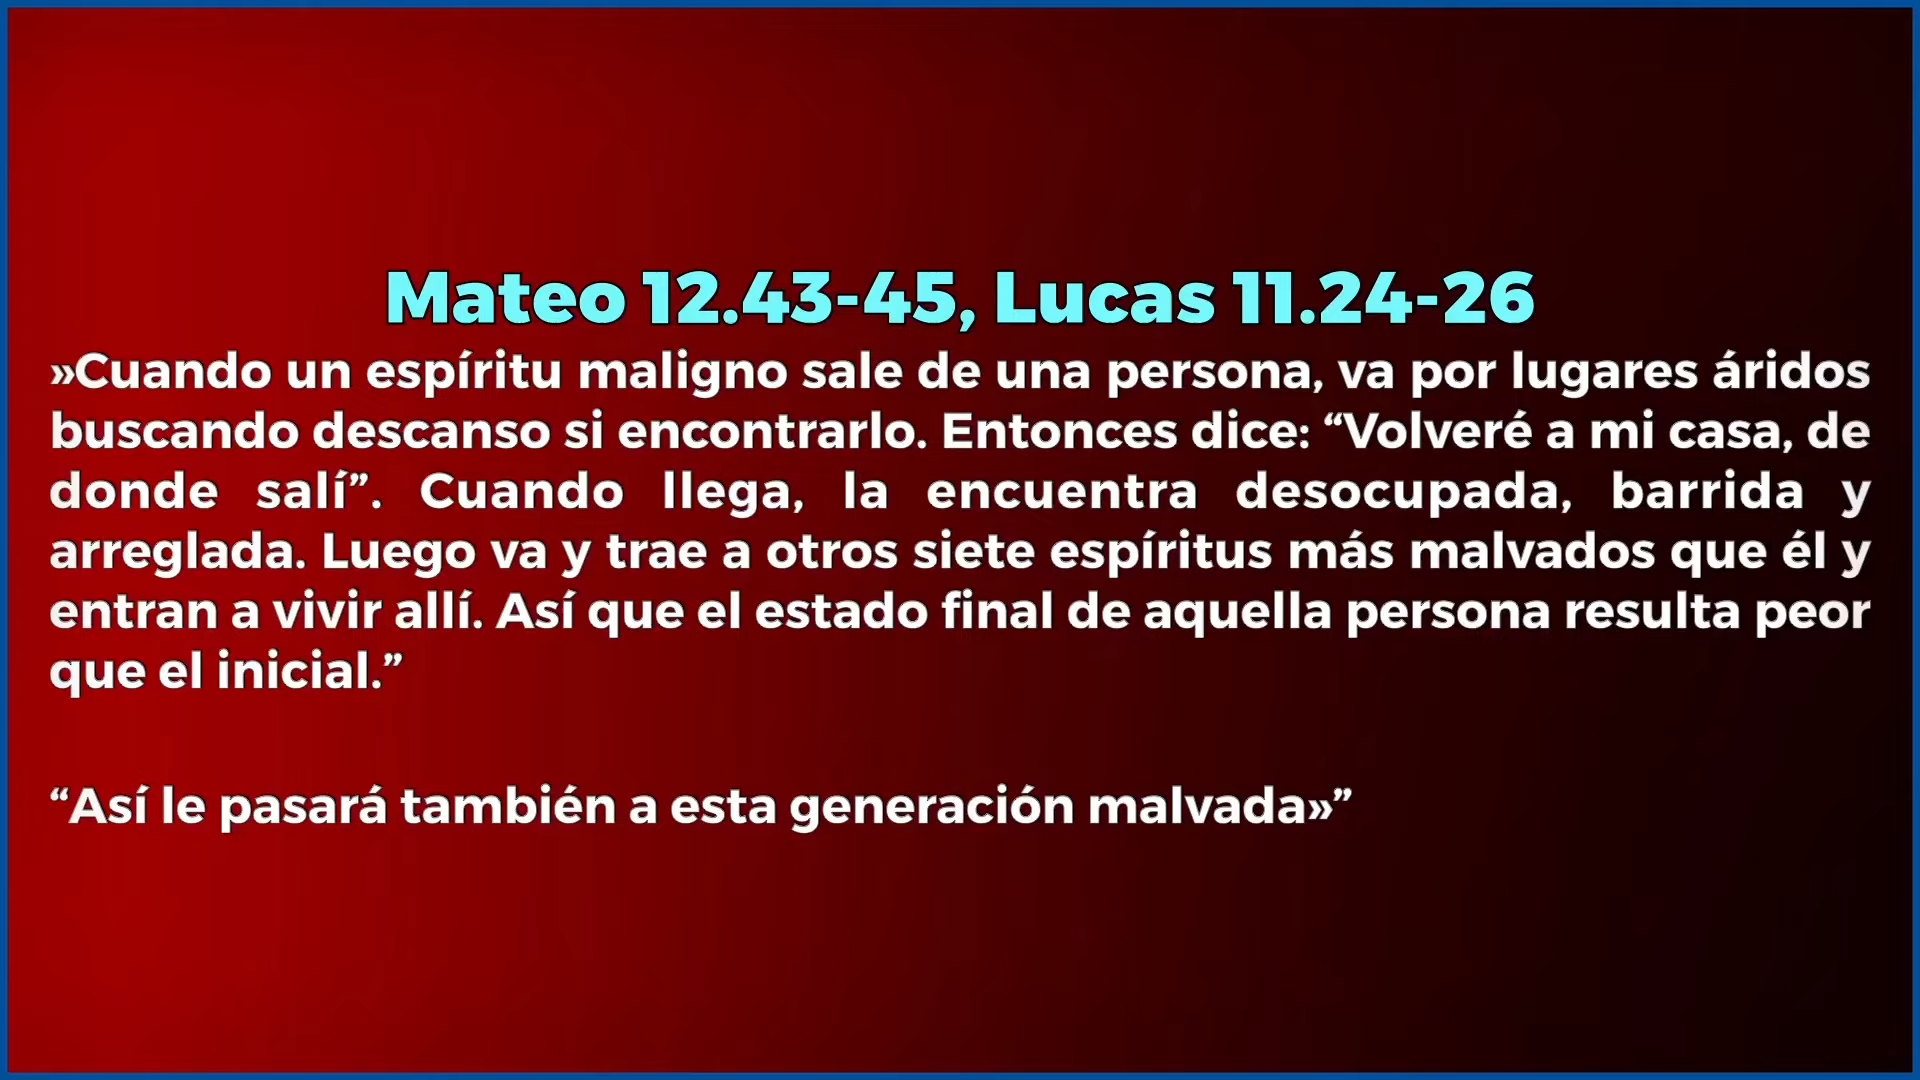 Mateo 12.43-45, Lucas 11.24-26
»Cuando un espíritu maligno sale de una persona, va por lugares áridos
buscando descanso si encontrarlo. Entonces dice: “Volveré a mi casa, de
donde salí”. Cuando llega, la encuentra desocupada, barrida y
arreglada. Luego va y trae a otros siete espíritus más malvados que él y
entran a vivir allí. Así que el estado final de aquella persona resulta peor
que el inicial.”
“Así le pasará también a esta generación malvada»”